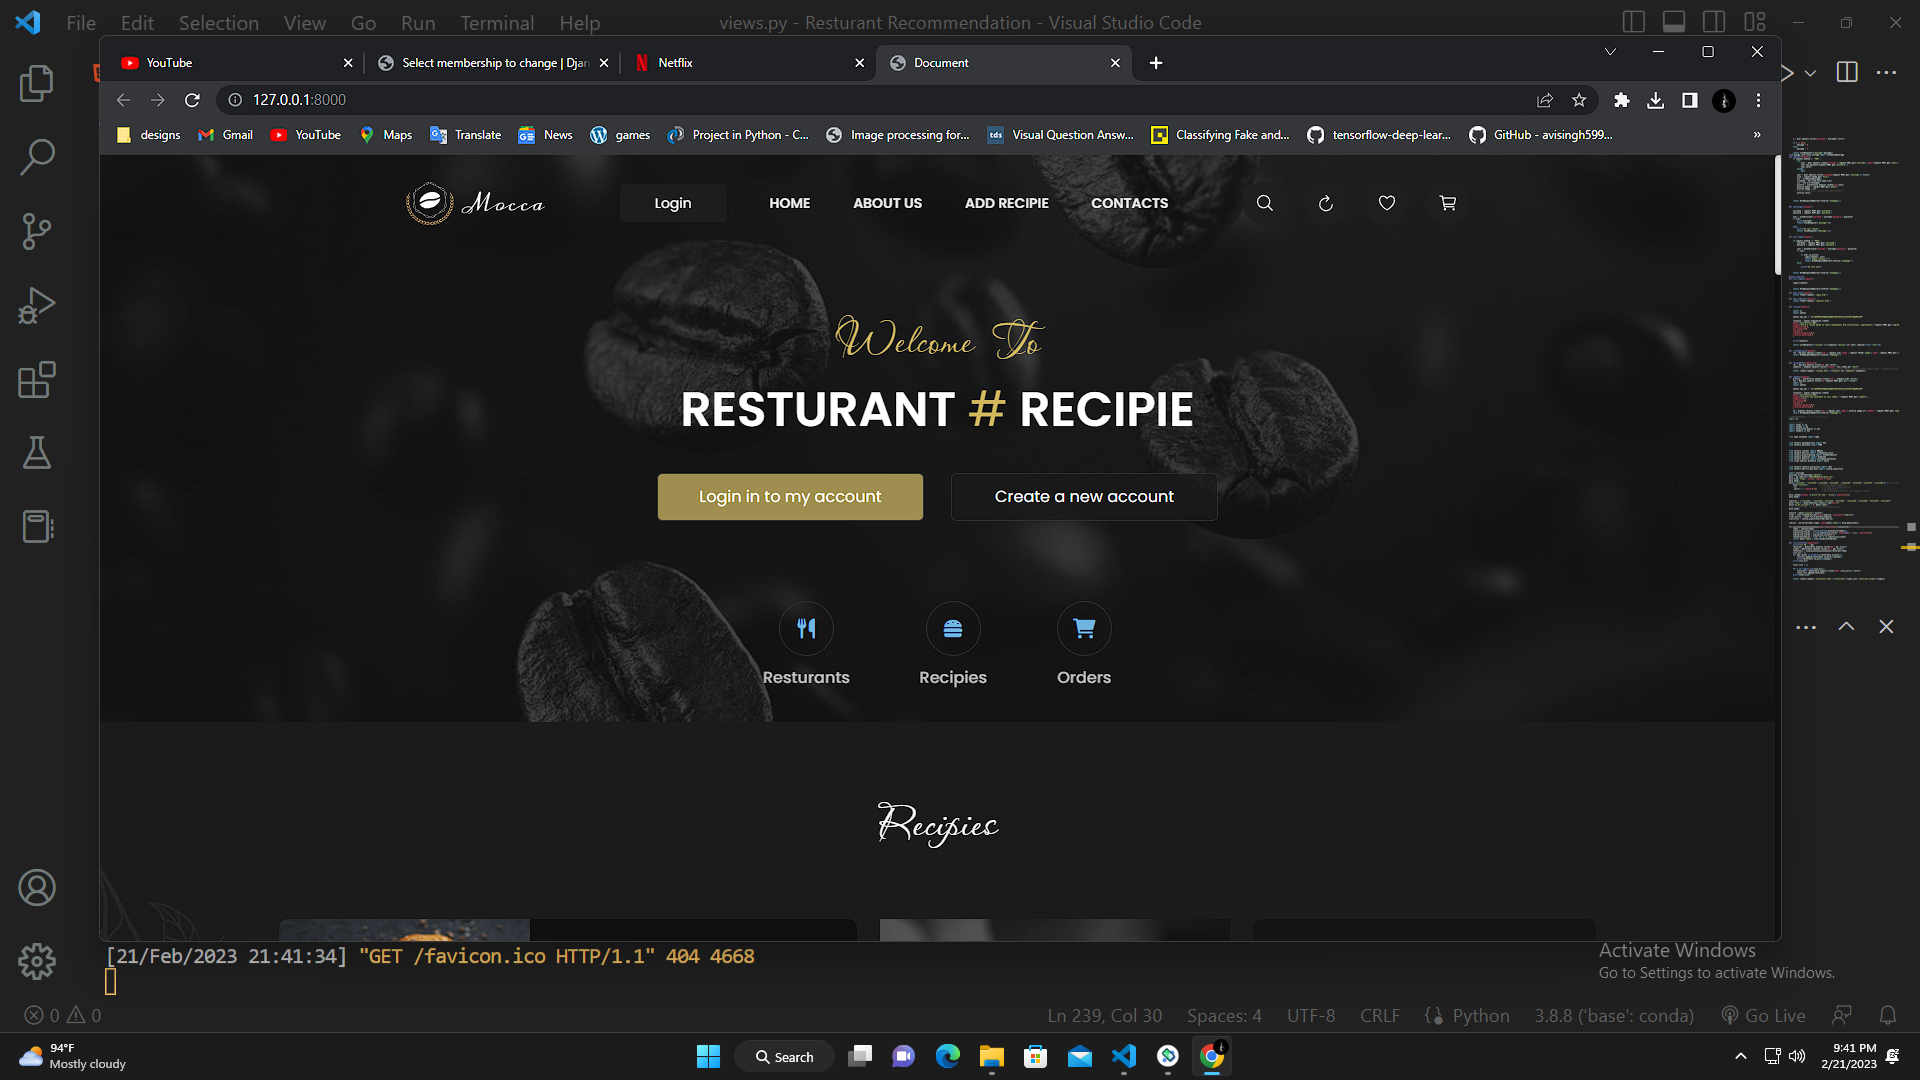 File Edit Selection View Go Run Terminal Help
views.py - Resturant Recommendation - Visual Studio Code
YouTube
Select membership to change | Djan
Netflix
Document
127.0.0.1:8000
designs Gmail YouTube Maps Translate News games Project in Python - C... Image processing for... Visual Question Answ... Classifying Fake and... tensorflow-deep-lear... GitHub - avisingh599... »
Mocca
Login HOME ABOUT US ADD RECIPIE CONTACTS
Welcome To
RESTURANT # RECIPIE
Login in to my account
Create a new account
Resturants Recipies Orders
Recipies
[21/Feb/2023 21:41:34] "GET /favicon.ico HTTP/1.1" 404 4668
Activate Windows
Go to Settings to activate Windows.
0 0
Ln 239, Col 30 Spaces: 4 UTF-8 CRLF Python 3.8.8 ('base': conda) Go Live
94°F
Mostly cloudy
Search
9:41 PM
2/21/2023